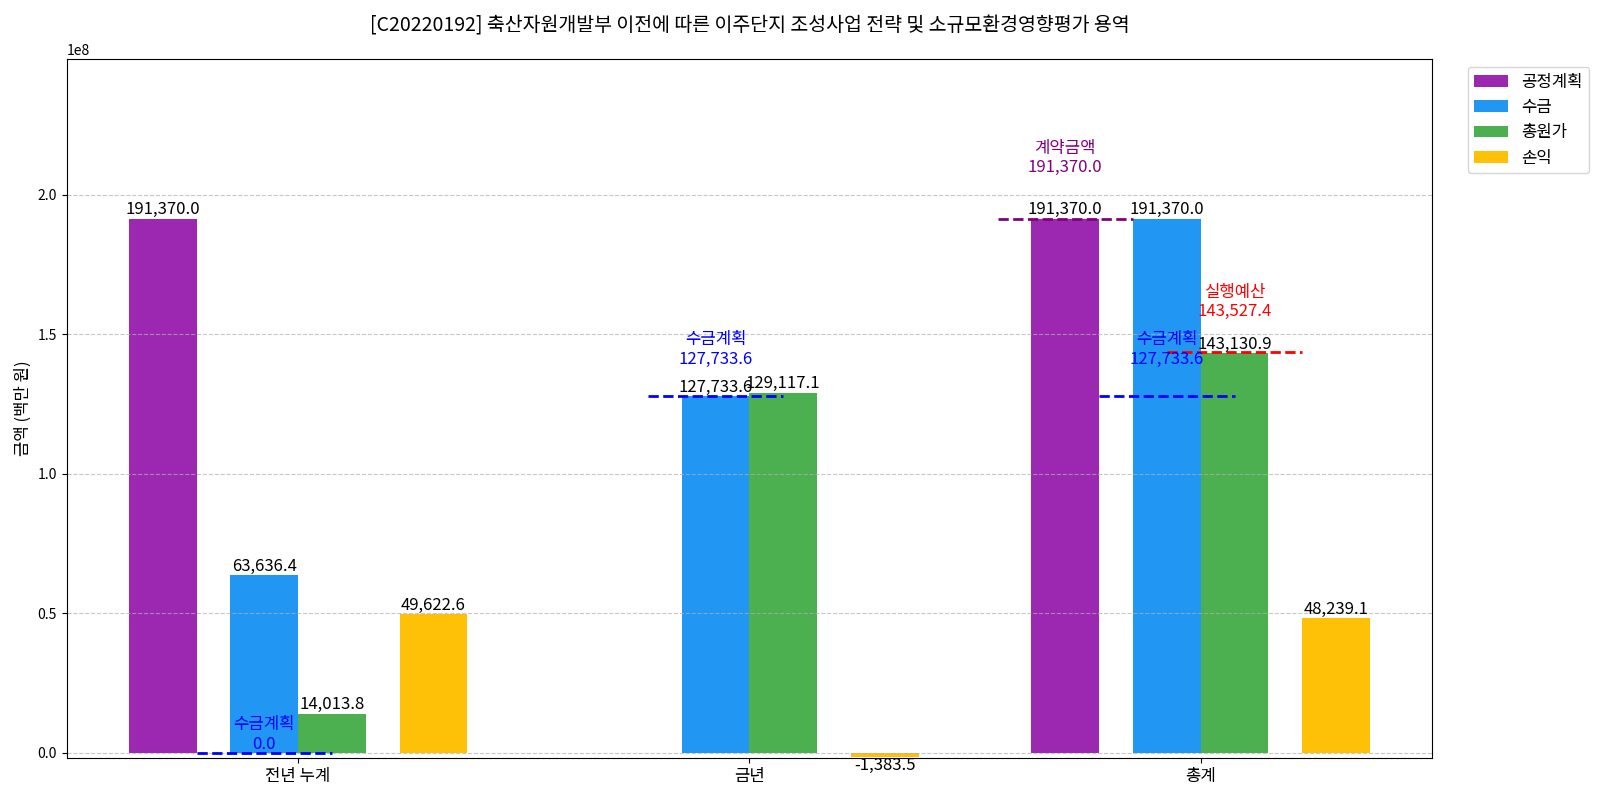 [C20220192] 축산자원개발부 이전에 따른 이주단지 조성사업 전략 및 소규모환경영향평가 용역
1e8
공정계획
수금
총원가
손익
금액 (백만 원)
2.0
1.5
1.0
0.5
0.0
191,370.0
63,636.4
14,013.8
49,622.6
수금계획
0.0
수금계획
127,733.6
127,733.6
129,117.1
-1,383.5
계약금액
191,370.0
191,370.0
191,370.0
실행예산
143,527.4
수금계획
127,733.6
143,130.9
48,239.1
전년 누계
금년
총계